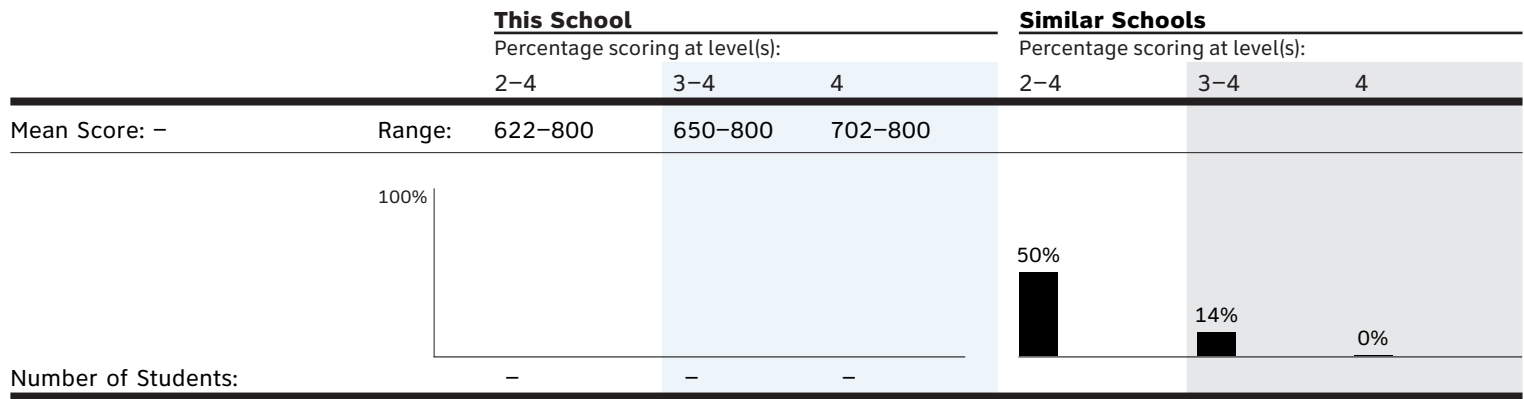 This School Similar Schools
Percentage scoring at level(s): Percentage scoring at level(s):
2–4 3–4 4 2–4 3–4 4
Mean Score: – Range: 622–800 650–800 702–800
100%
50%
14%
0%
Number of Students: – – –